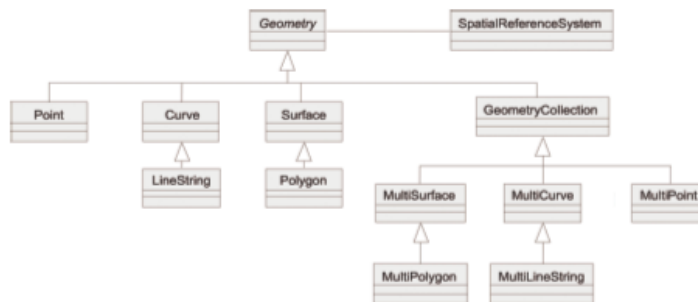 Geometry
SpatialReferenceSystem
Point
Curve
Surface
GeometryCollection
LineString
Polygon
MultiSurface
MultiCurve
MultiPoint
MultiPolygon
MultiLineString